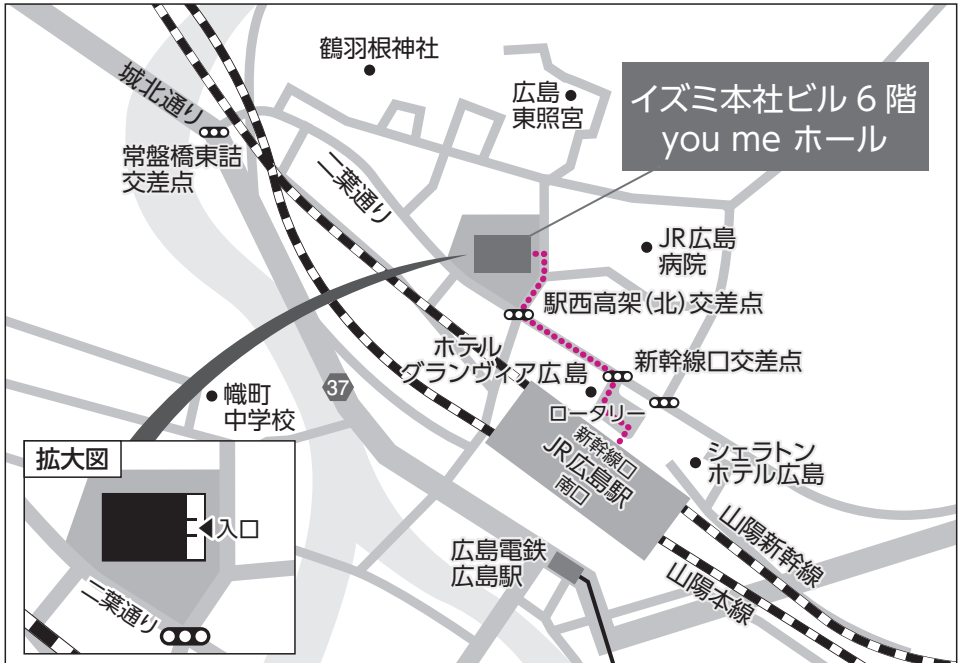 鶴羽根神社
城北通り
広島
東照宮
イズミ本社ビル 6 階
you me ホール
常盤橋東詰
交差点
二葉通り
JR広島
病院
駅西高架(北)交差点
ホテル
グランヴィア広島
新幹線口交差点
37
幟町
中学校
ロータリー
新幹線口
JR広島駅
南口
シェラトン
ホテル広島
拡大図
入口
二葉通り
広島電鉄
広島駅
山陽新幹線
山陽本線